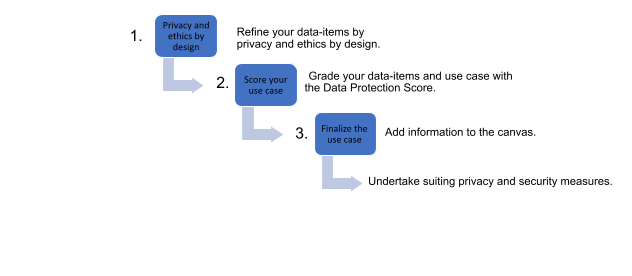 1.
Privacy and
ethics by
design
Refine your data-items by
privacy and ethics by design.
2.
Score your
use case
Grade your data-items and use case with
the Data Protection Score.
3.
Finalize the
use case
Add information to the canvas.
Undertake suiting privacy and security measures.